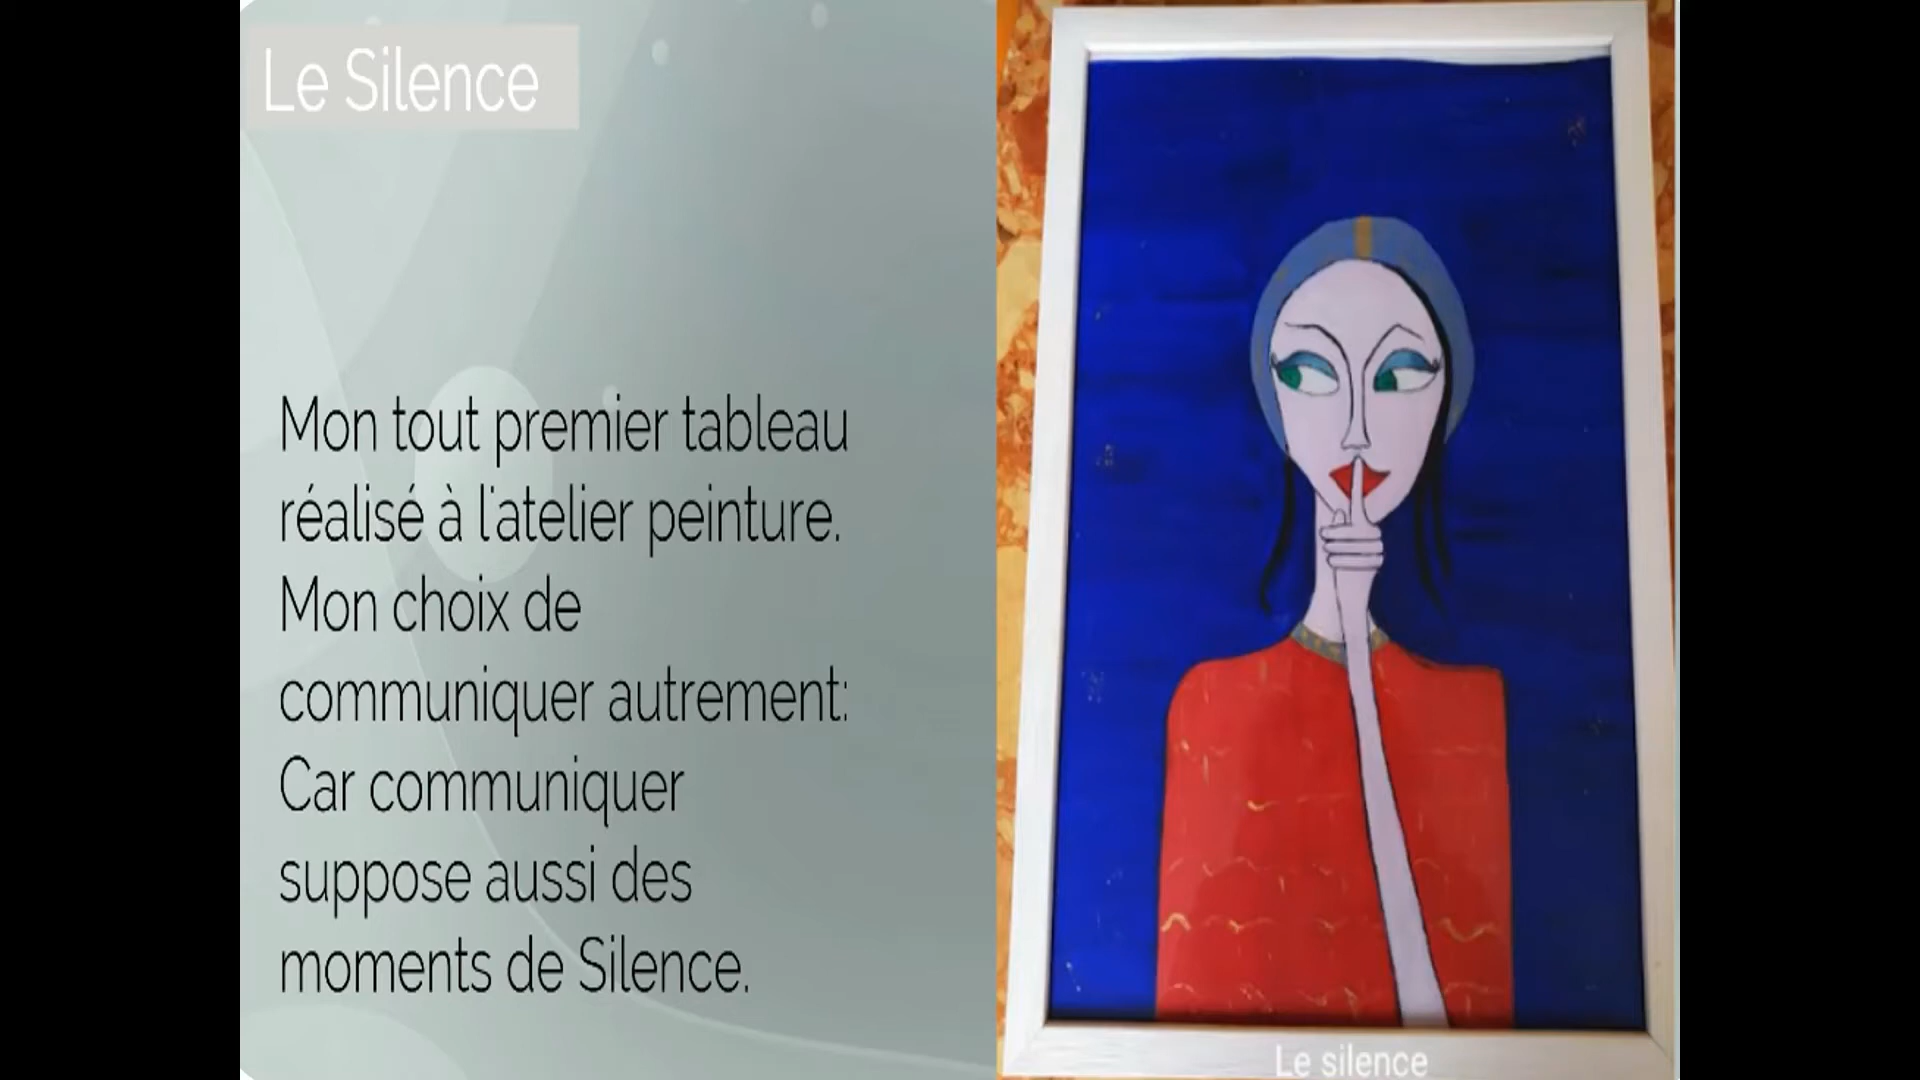 Le Silence
Mon tout premier tableau
réalisé à l'atelier peinture.
Mon choix de
communiquer autrement:
Car communiquer
suppose aussi des
moments de Silence.
Le silence